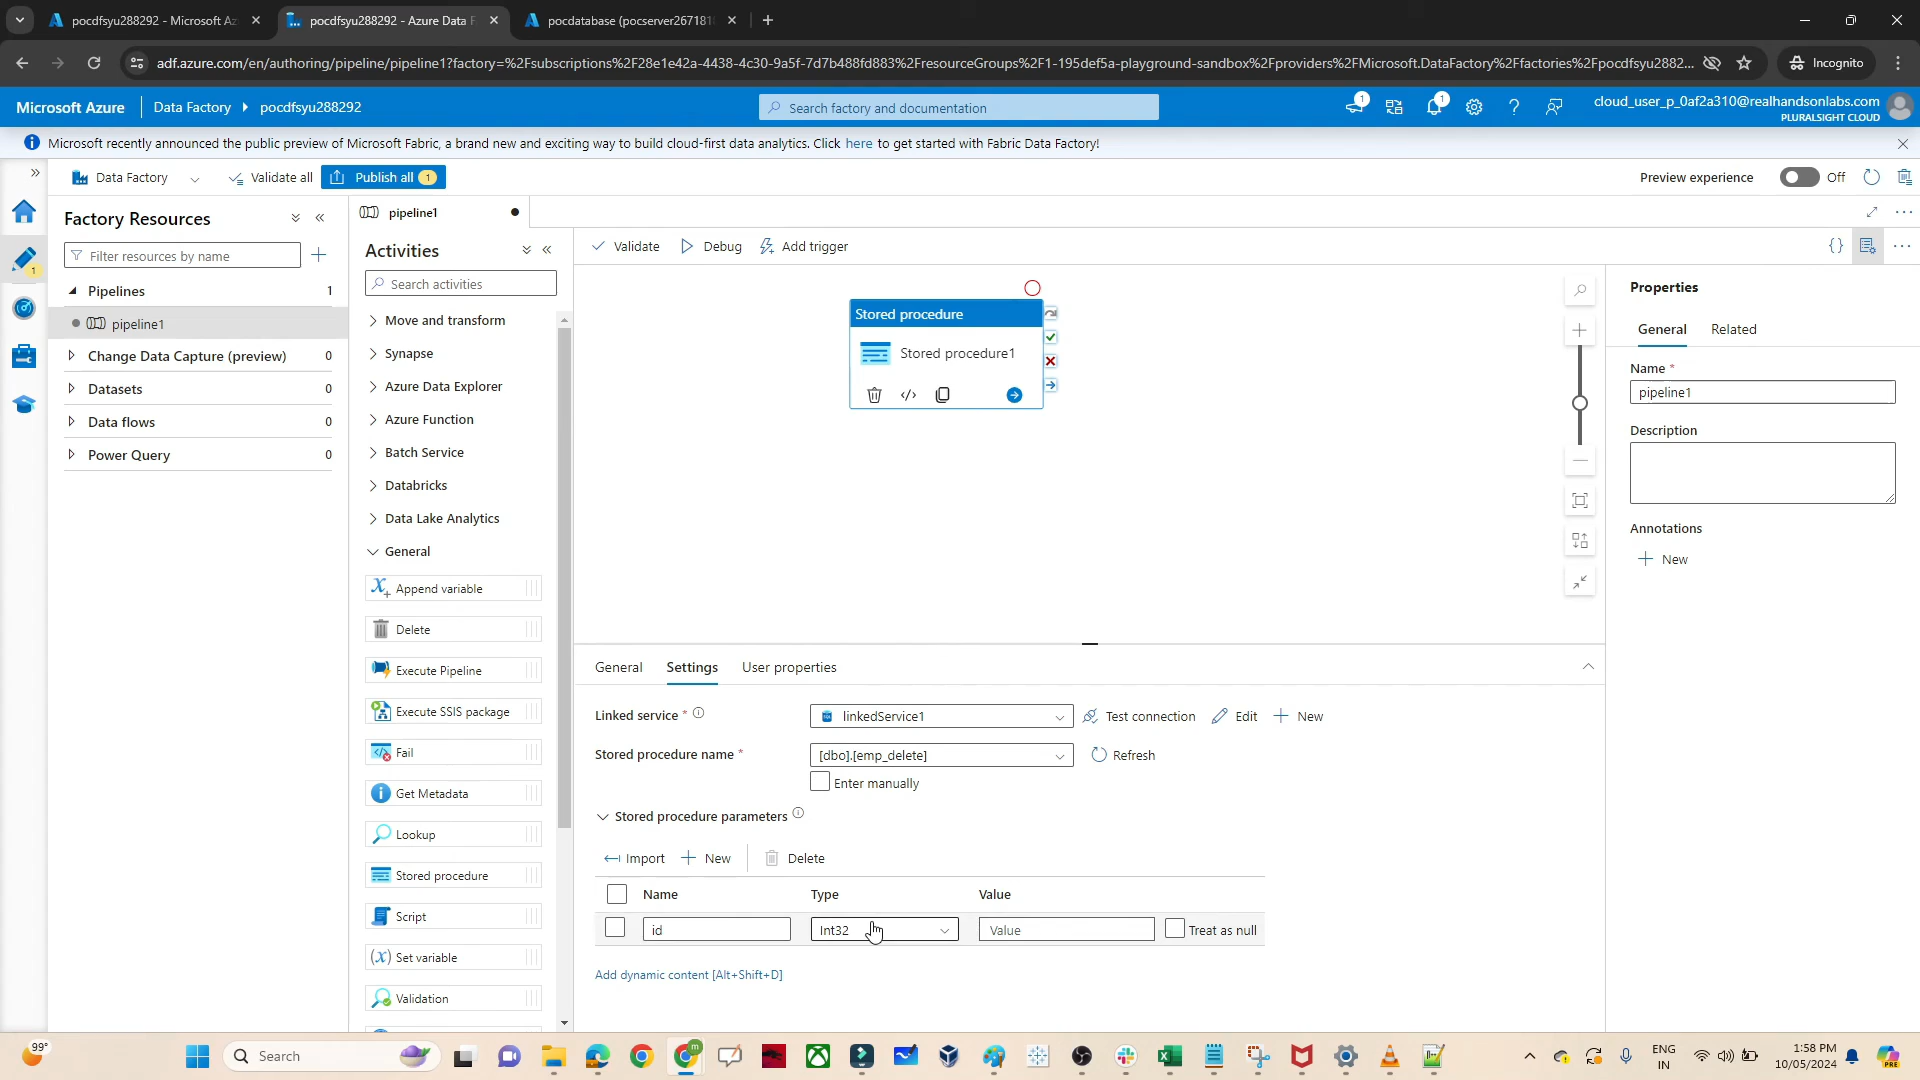 pocdfsyu288292 - Microsoft Az
pocdfsyu288292 - Azure Data F
pocdatabase (pocserver267181
adf.azure.com/en/authoring/pipeline/pipeline1?factory=%2Fsubscriptions%2F28e1e42a-4438-4c30-9a5f-7d7b488fd883%2FresourceGroups%2F1-195def5a-playground-sandbox%2Fproviders%2FMicrosoft.DataFactory%2Ffactories%2Fpocdfsyu2882...
Incognito
Microsoft Azure
Data Factory
pocdfsyu288292
Search factory and documentation
1
1
cloud_user_p_0af2a310@realhandsonlabs.com
PLURALSIGHT CLOUD
Microsoft recently announced the public preview of Microsoft Fabric, a brand new and exciting way to build cloud-first data analytics. Click here to get started with Fabric Data Factory!
Data Factory
Validate all
Publish all 1
Preview experience
Off
Factory Resources
Filter resources by name
1
Pipelines 1
pipeline1
Change Data Capture (preview) 0
Datasets 0
Data flows 0
Power Query 0
pipeline1
Activities
Search activities
Move and transform
Synapse
Azure Data Explorer
Azure Function
Batch Service
Databricks
Data Lake Analytics
General
Append variable
Delete
Execute Pipeline
Execute SSIS package
Fail
Get Metadata
Lookup
Stored procedure
Script
Set variable
Validation
Validate
Debug
Add trigger
Stored procedure
Stored procedure1
General
Settings
User properties
Linked service *
linkedService1
Test connection
Edit
New
Stored procedure name *
[dbo].[emp_delete]
Refresh
Enter manually
Stored procedure parameters
Import
New
Delete
Name
Type
Value
id
Int32
Value
Treat as null
Add dynamic content [Alt+Shift+D]
Properties
General
Related
Name *
pipeline1
Description
Annotations
New
99°
Search
m
ENG
IN
1:58 PM
10/05/2024
PRE